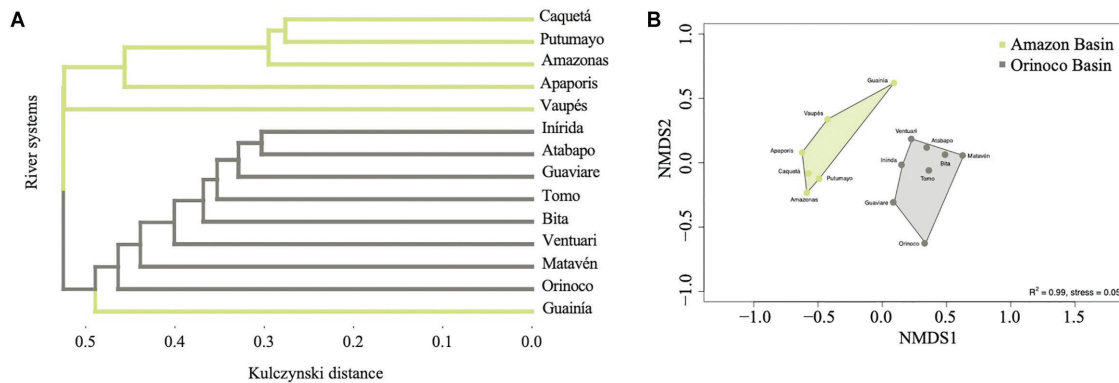 A
River systems
Caquetá
Putumayo
Amazonas
Apaporis
Vaupés
Inírida
Atabapo
Guaviare
Tomo
Bita
Ventuari
Matavén
Orinoco
Guainía
0.5 0.4 0.3 0.2 0.1 0.0
Kulczynski distance
B
NMDS2
1.0
0.5
0.0
−0.5
−1.0
Amazon Basin
Orinoco Basin
Guainía
Vaupés
Ventuari
Atabapo
Apaporis
Bita
Matavén
Inírida
Caquetá
Tomo
Putumayo
Amazonas
Guaviare
Orinoco
R² = 0.99, stress = 0.05
−1.0 −0.5 0.0 0.5 1.0 1.5
NMDS1